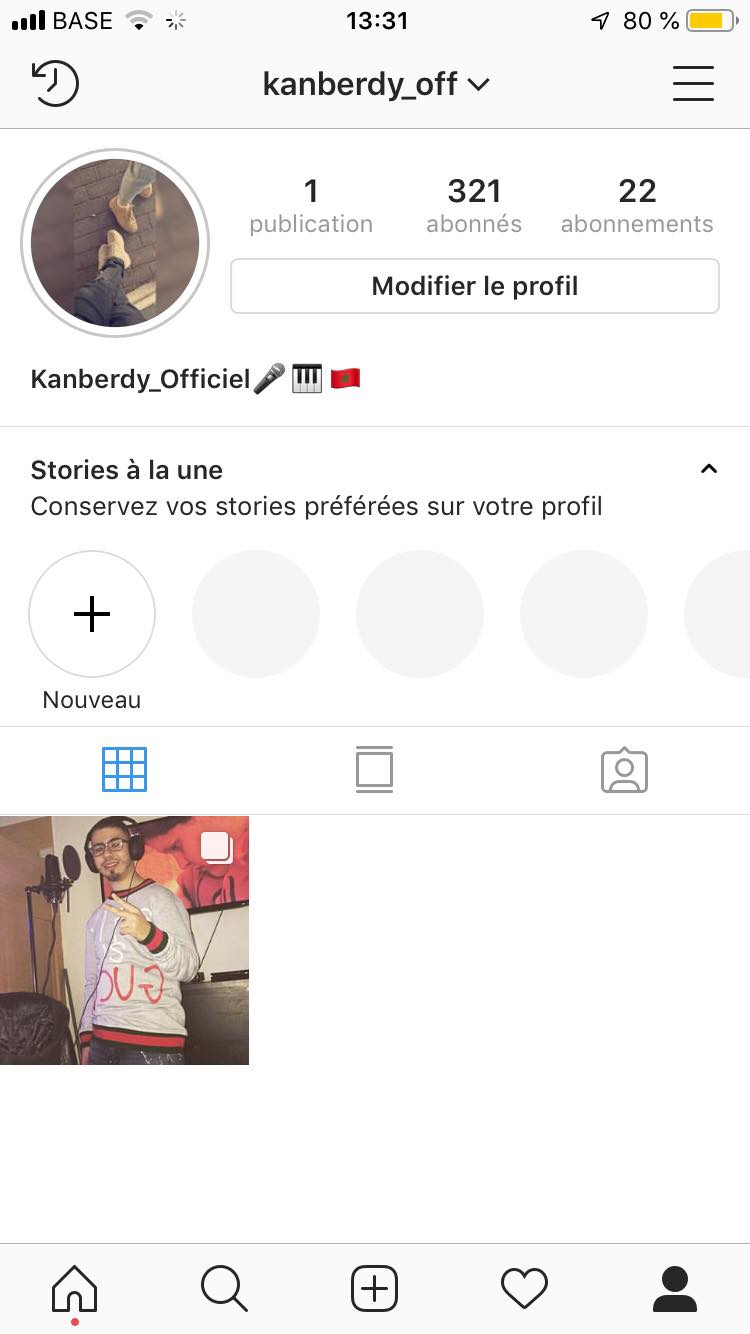 BASE 13:31 80 %
kanberdy_off
1 321 22
publication abonnés abonnements
Modifier le profil
Kanberdy_Officiel🎤🎹🇲🇦
Stories à la une
Conservez vos stories préférées sur votre profil
Nouveau